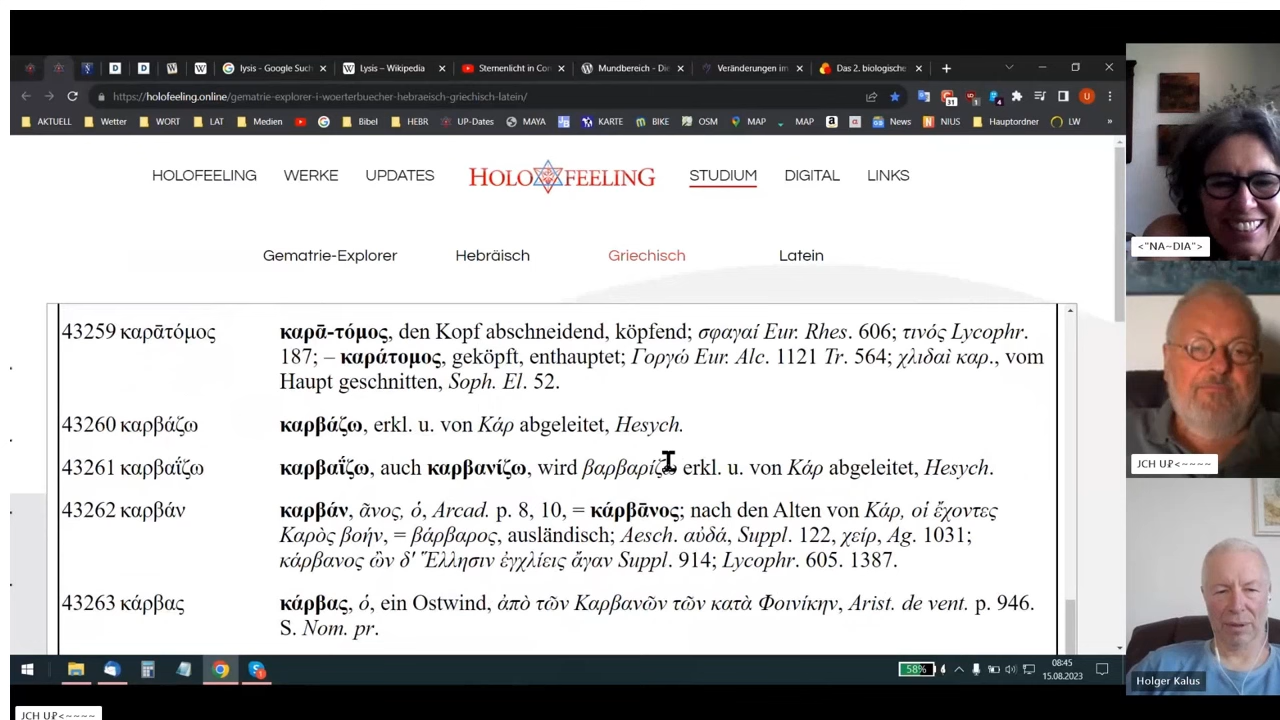 lysis - Google Suc
Lysis – Wikipedia
Sternenlicht in Con
Mundbereich - Die
Veränderungen im
Das 2. biologische
https://holofeeling.online/gematrie-explorer-i-woerterbuecher-hebraeisch-griechisch-latein/
AKTUELL Wetter WORT LAT Medien Bibel HEBR UP-Dates MAYA KARTE BIKE OSM MAP MAP News NIUS Hauptordner LW »
HOLOFEELING WERKE UPDATES HOLO FEELING STUDIUM DIGITAL LINKS
Gematrie-Explorer Hebräisch Griechisch Latein
43259 καρᾱτόμος καρᾱ-τόμος, den Kopf abschneidend, köpfend; σφαγαί Eur. Rhes. 606; τινός Lycophr.
187; – καράτομος, geköpft, enthauptet; Γοργώ Eur. Alc. 1121 Tr. 564; χλιδαὶ καρ., vom
Haupt geschnitten, Soph. El. 52.
43260 καρβάζω καρβάζω, erkl. u. von Κάρ abgeleitet, Hesych.
43261 καρβαΐζω καρβαΐζω, auch καρβανίζω, wird βαρβαρίζω erkl. u. von Κάρ abgeleitet, Hesych.
43262 καρβάν καρβάν, ᾶνος, ὁ, Arcad. p. 8, 10, = κάρβᾱνος; nach den Alten von Κάρ, οἱ ἔχοντες
Καρὸς βοήν, = βάρβαρος, ausländisch; Aesch. αὐδά, Suppl. 122, χείρ, Ag. 1031;
κάρβανος ὢν δ' Ἕλλησιν ἐγχλίεις ἄγαν Suppl. 914; Lycophr. 605. 1387.
43263 κάρβας κάρβας, ὁ, ein Ostwind, ἀπὸ τῶν Καρβανῶν τῶν κατὰ Φοινίκην, Arist. de vent. p. 946.
S. Nom. pr.
58%
08:45
15.08.2023
<"NA~DIA">
JCH UP<~~~~
Holger Kalus
JCH UP<~~~~